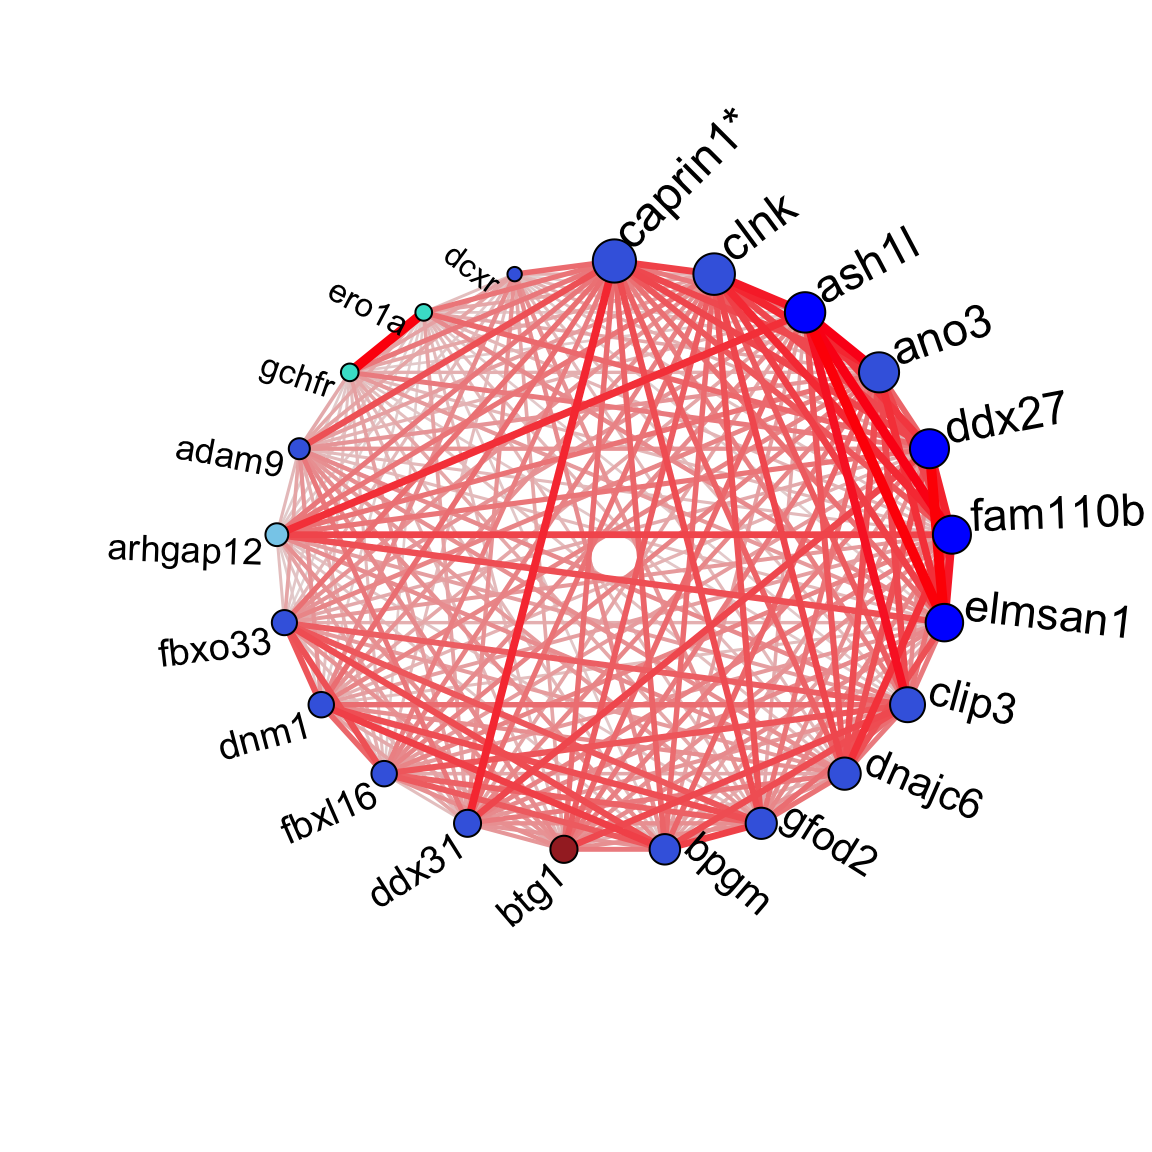 caprin1*
clnk
ash1l
ano3
ddx27
fam110b
elmsan1
clip3
dnajc6
gfod2
bpgm
btg1
ddx31
fbxl16
dnm1
fbxo33
arhgap12
adam9
gchfr
ero1a
dcxr